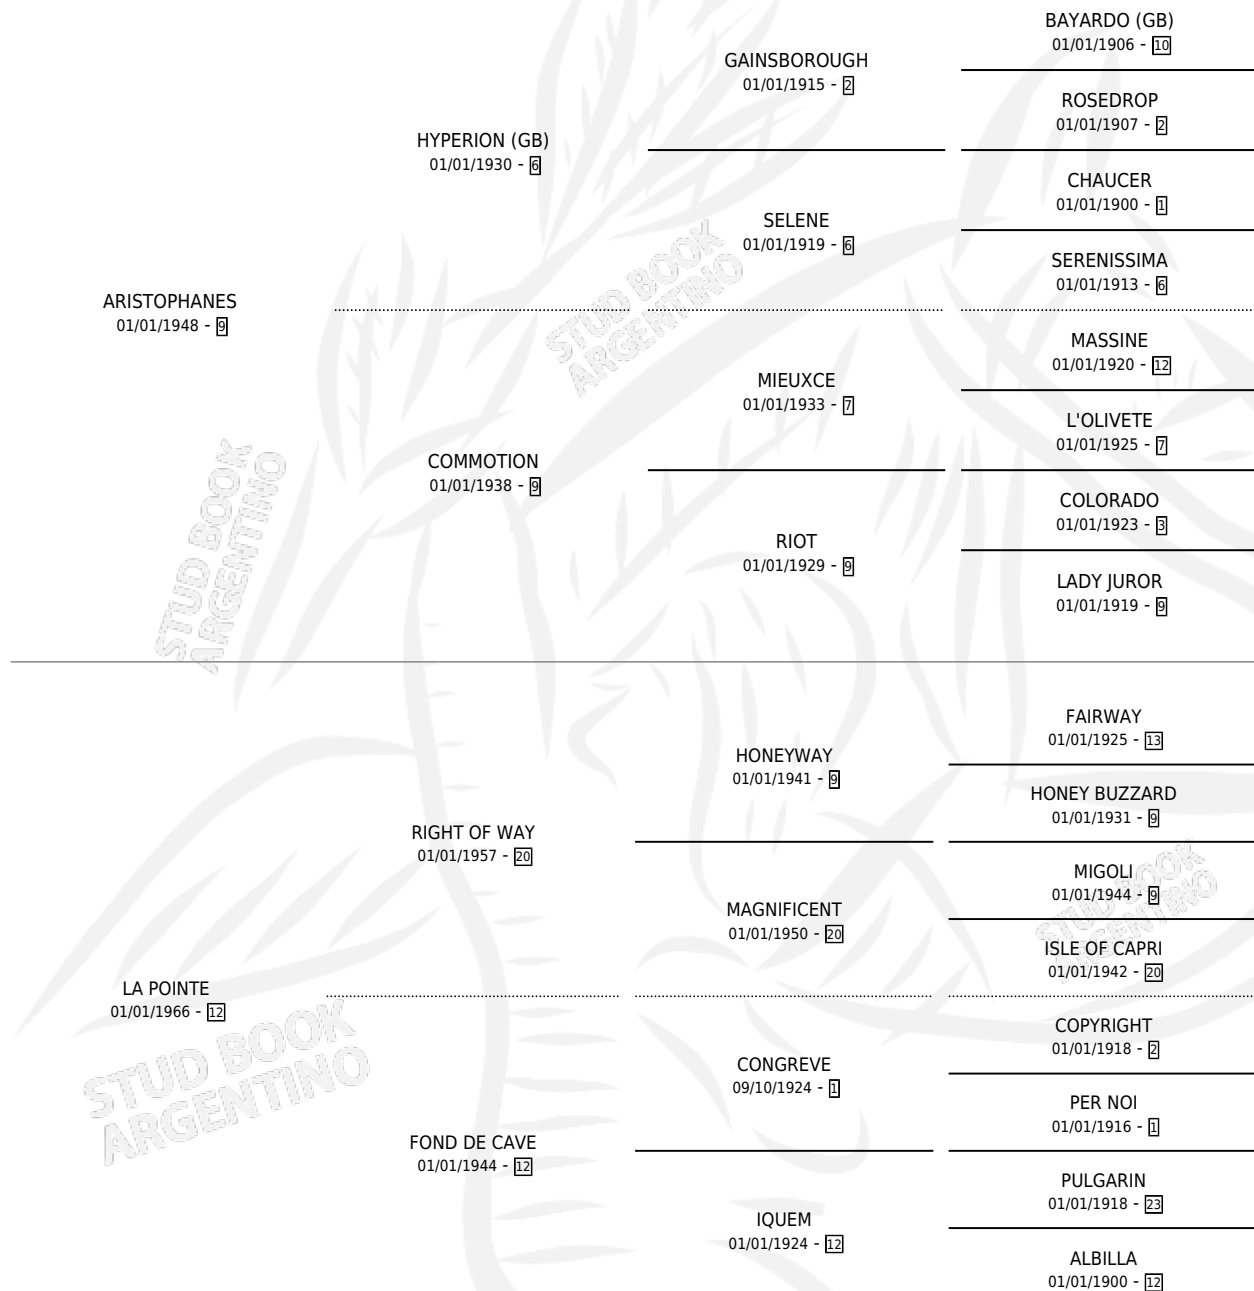 BAYARDO (GB)
01/01/1906 - 10
GAINSBOROUGH
01/01/1915 - 2
ROSEDROP
01/01/1907 - 2
HYPERION (GB)
01/01/1930 - 6
CHAUCER
01/01/1900 - 1
SELENE
01/01/1919 - 6
SERENISSIMA
01/01/1913 - 6
ARISTOPHANES
01/01/1948 - 9
MASSINE
01/01/1920 - 12
MIEUXCE
01/01/1933 - 7
L'OLIVETE
01/01/1925 - 7
COMMOTION
01/01/1938 - 9
COLORADO
01/01/1923 - 3
RIOT
01/01/1929 - 9
LADY JUROR
01/01/1919 - 9
FAIRWAY
01/01/1925 - 13
HONEYWAY
01/01/1941 - 9
HONEY BUZZARD
01/01/1931 - 9
RIGHT OF WAY
01/01/1957 - 20
MIGOLI
01/01/1944 - 9
MAGNIFICENT
01/01/1950 - 20
ISLE OF CAPRI
01/01/1942 - 20
LA POINTE
01/01/1966 - 12
COPYRIGHT
01/01/1918 - 2
CONGREVE
09/10/1924 - 1
PER NOI
01/01/1916 - 1
FOND DE CAVE
01/01/1944 - 12
PULGARIN
01/01/1918 - 23
IQUEM
01/01/1924 - 12
ALBILLA
01/01/1900 - 12
STUD BOOK
ARGENTINO
STUD BOOK
ARGENTINO
STUD BOOK
ARGENTINO
STUD BOOK
ARGENTINO